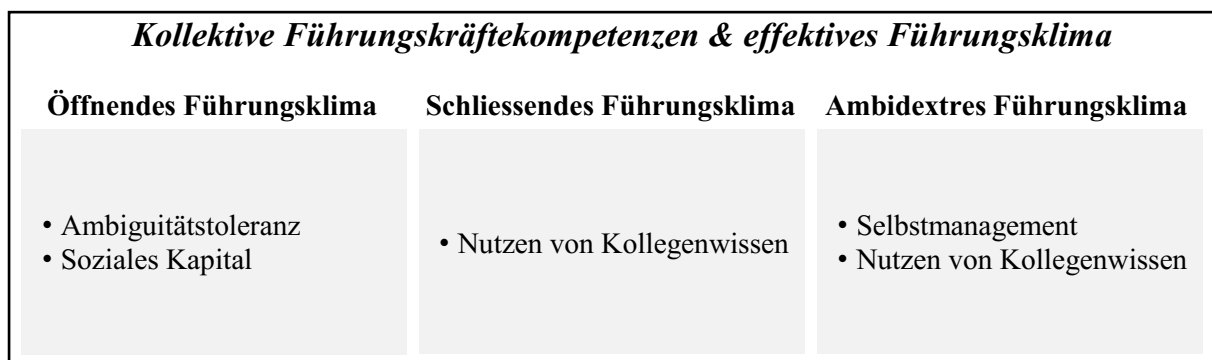 Kollektive Führungskräftekompetenzen & effektives Führungsklima
Öffnendes Führungsklima
• Ambiguitätstoleranz
• Soziales Kapital
Schliessendes Führungsklima
• Nutzen von Kollegenwissen
Ambidextres Führungsklima
• Selbstmanagement
• Nutzen von Kollegenwissen